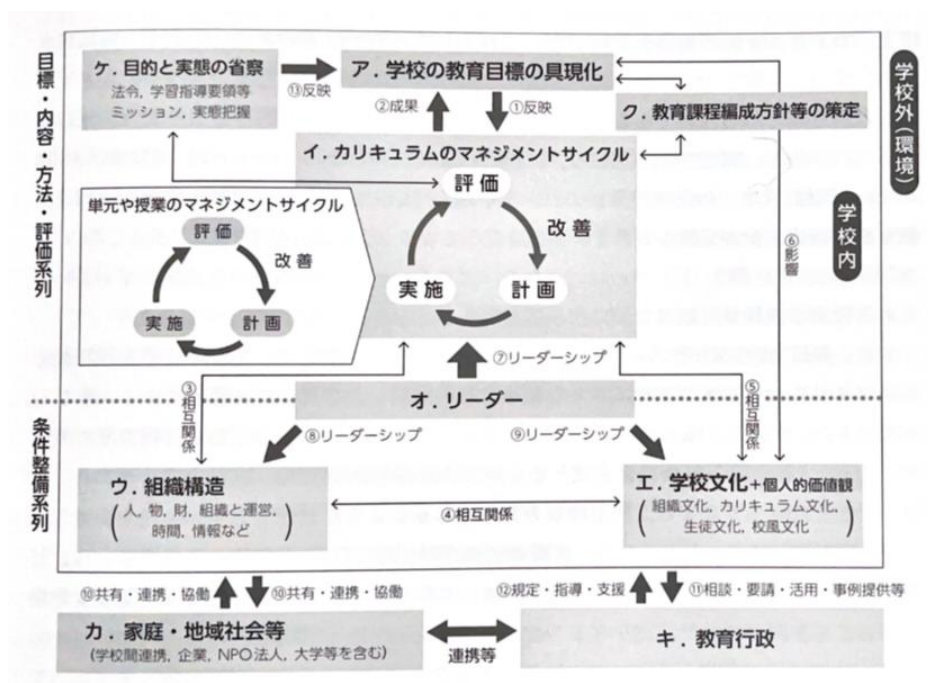 目標・内容・方法・評価系列
条件整備系列
学校外（環境）
学校内
ケ．目的と実態の省察
法令, 学習指導要領等
ミッション, 実態把握
⑬反映
ア．学校の教育目標の具現化
②成果
①反映
ク．教育課程編成方針等の策定
イ．カリキュラムのマネジメントサイクル
評価
改善
実施
計画
単元や授業のマネジメントサイクル
評価
改善
実施
計画
⑥影響
⑦リーダーシップ
③相互関係
⑤相互関係
オ．リーダー
⑧リーダーシップ
⑨リーダーシップ
ウ．組織構造
（人, 物, 財, 組織と運営,
時間, 情報など）
④相互関係
エ．学校文化＋個人的価値観
（組織文化, カリキュラム文化,
生徒文化, 校風文化）
⑩共有・連携・協働
⑩共有・連携・協働
⑫規定・指導・支援
⑪相談・要請・活用・事例提供等
カ．家庭・地域社会等
(学校間連携, 企業, NPO法人, 大学等を含む)
連携等
キ．教育行政